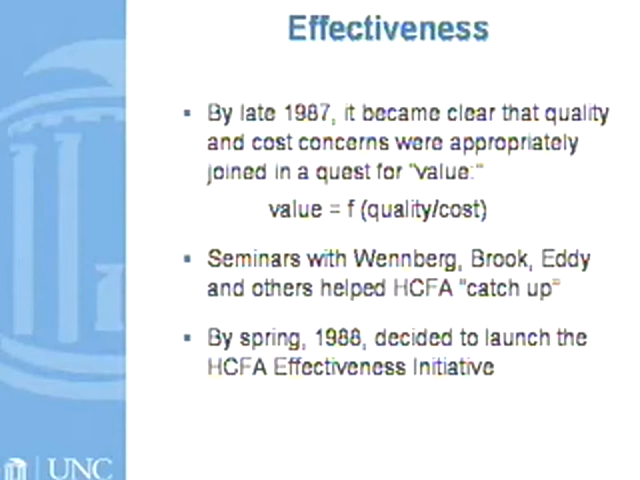 Effectiveness
▪ By late 1987, it became clear that quality
and cost concerns were appropriately
joined in a quest for "value:"
value = f (quality/cost)
▪ Seminars with Wennberg, Brook, Eddy
and others helped HCFA "catch up"
▪ By spring, 1988, decided to launch the
HCFA Effectiveness Initiative
UNC